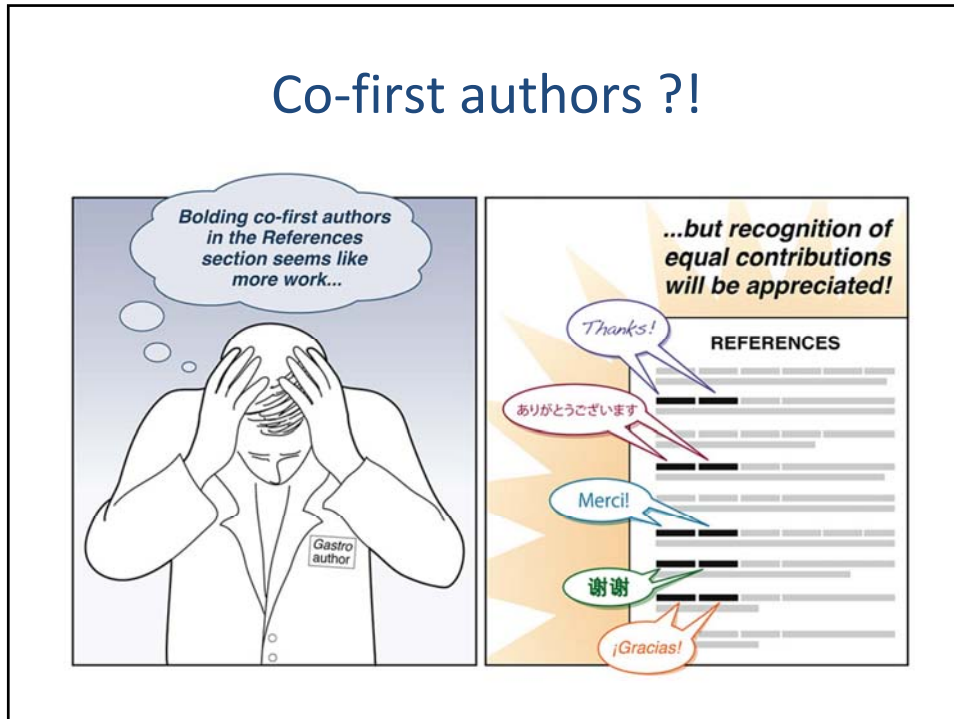 Co-first authors ?!
Bolding co-first authors
in the References
section seems like
more work...
Gastro
author
...but recognition of
equal contributions
will be appreciated!
REFERENCES
Thanks!
ありがとうございます
Merci!
谢谢
¡Gracias!